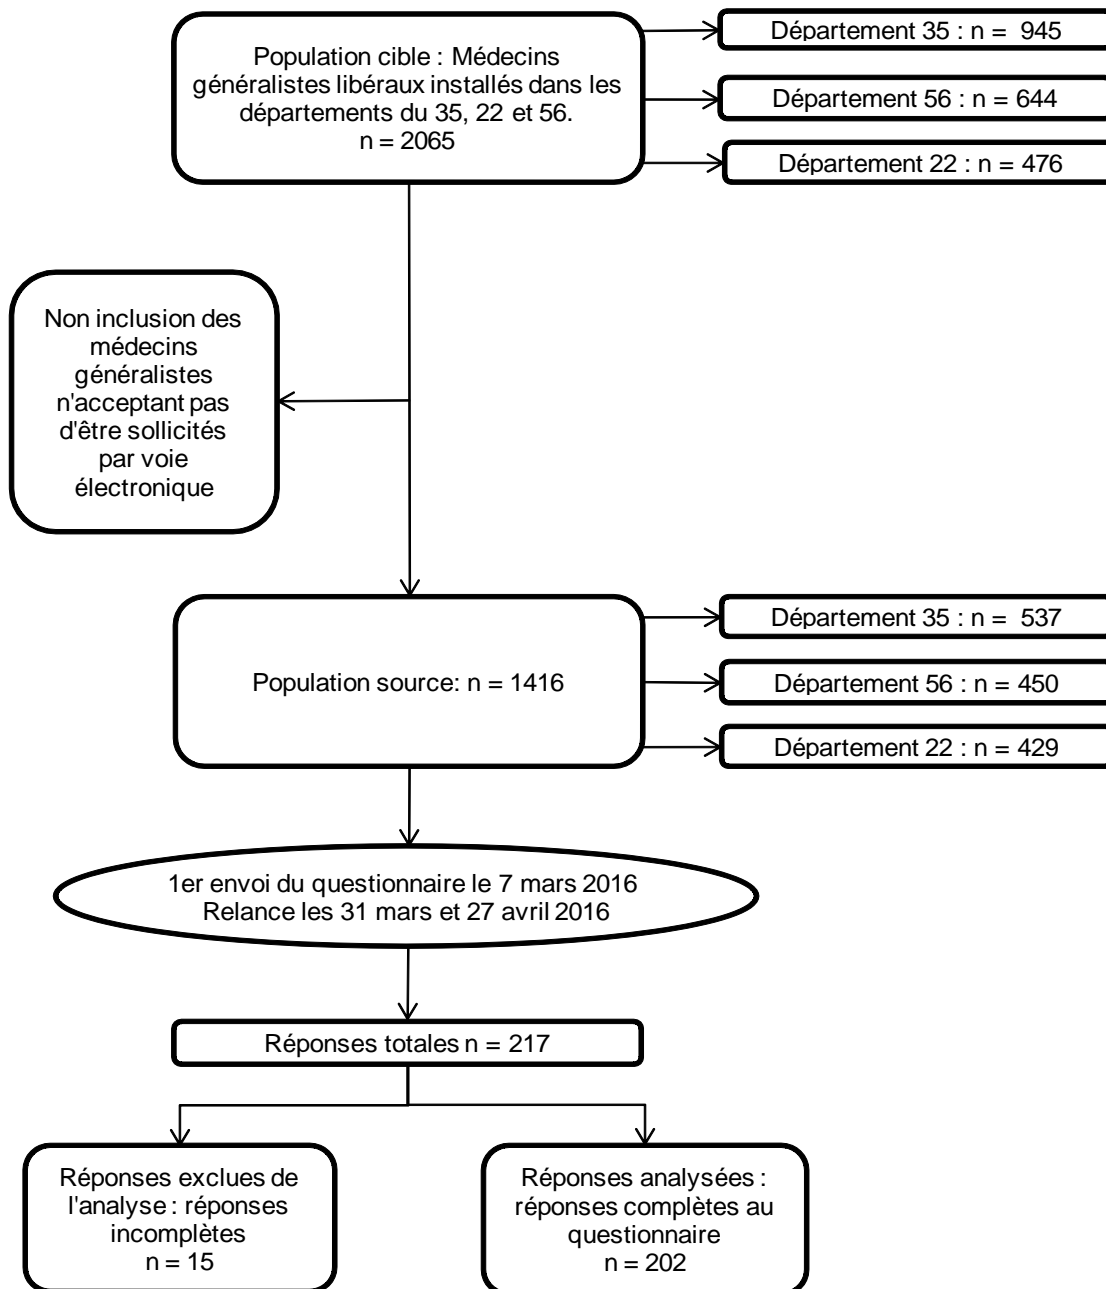 Population cible : Médecins
généralistes libéraux installés dans les
départements du 35, 22 et 56.
n = 2065
Département 35 : n = 945
Département 56 : n = 644
Département 22 : n = 476
Non inclusion des
médecins
généralistes
n'acceptant pas
d'être sollicités
par voie
électronique
Population source: n = 1416
Département 35 : n = 537
Département 56 : n = 450
Département 22 : n = 429
1er envoi du questionnaire le 7 mars 2016
Relance les 31 mars et 27 avril 2016
Réponses totales n = 217
Réponses exclues de
l'analyse : réponses
incomplètes
n = 15
Réponses analysées :
réponses complètes au
questionnaire
n = 202